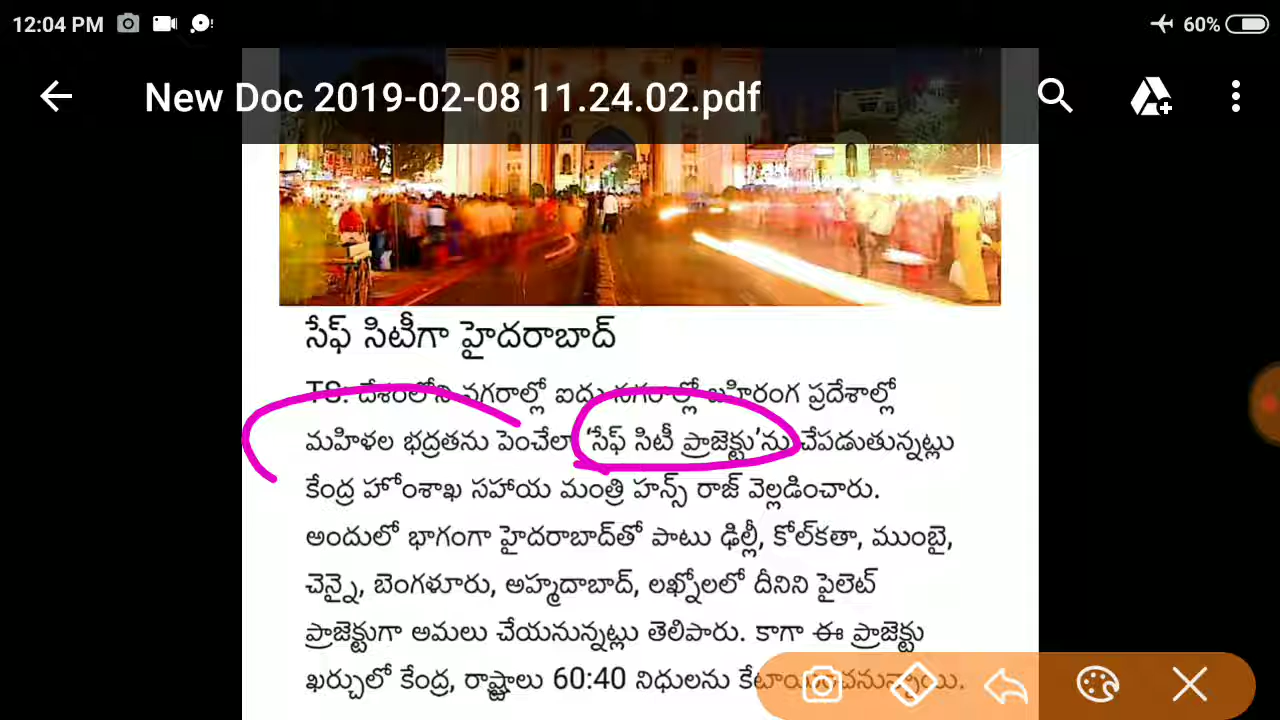 12:04 PM 60%
New Doc 2019-02-08 11.24.02.pdf
సేఫ్ సిటీగా హైదరాబాద్
TS: దేశంలోని నగరాల్లో ఐదు నగరాల్లో బహిరంగ ప్రదేశాల్లో
మహిళల భద్రతను పెంచేలా 'సేఫ్ సిటీ ప్రాజెక్టు'ను చేపడుతున్నట్లు
కేంద్ర హోంశాఖ సహాయ మంత్రి హన్స్ రాజ్ వెల్లడించారు.
అందులో భాగంగా హైదరాబాద్‌తో పాటు ఢిల్లీ, కోల్‌కతా, ముంబై,
చెన్నై, బెంగళూరు, అహ్మదాబాద్, లఖ్నోలలో దీనిని పైలెట్
ప్రాజెక్టుగా అమలు చేయనున్నట్లు తెలిపారు. కాగా ఈ ప్రాజెక్టు
ఖర్చులో కేంద్ర, రాష్ట్రాలు 60:40 నిధులను కేటాయించనున్నాయి.